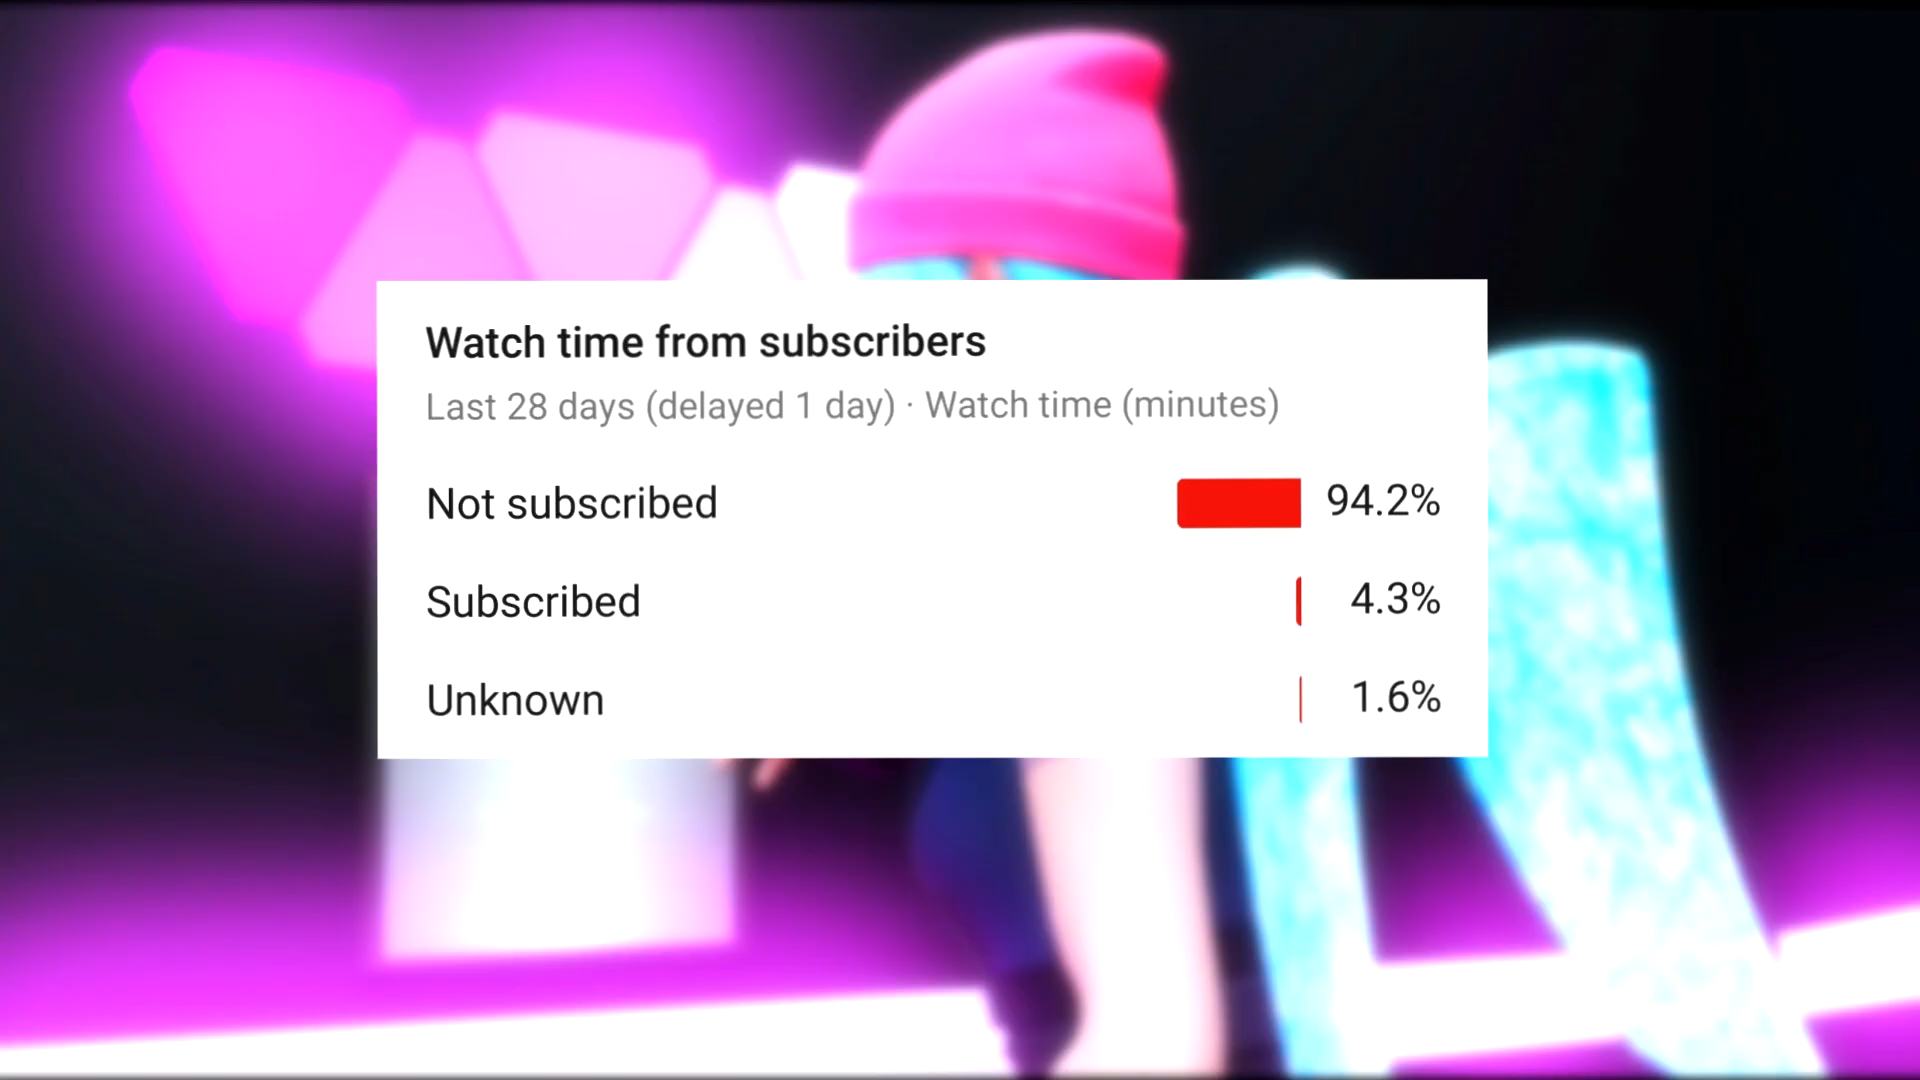 Watch time from subscribers
Last 28 days (delayed 1 day) · Watch time (minutes)
Not subscribed 94.2%
Subscribed 4.3%
Unknown 1.6%